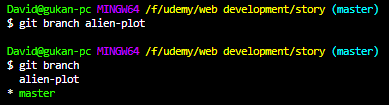 David@gukan-pc MINGW64 /f/udemy/web development/story (master)
$ git branch alien-plot
David@gukan-pc MINGW64 /f/udemy/web development/story (master)
$ git branch
  alien-plot
* master